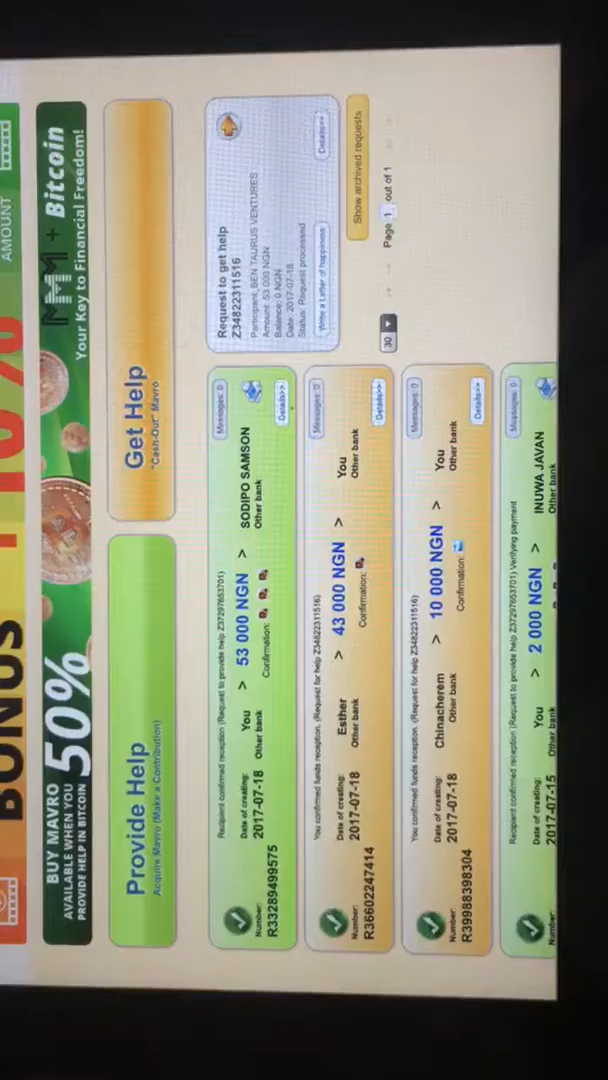 BONUS
110%
AMOUNT
BUY MAVRO
AVAILABLE WHEN YOU
PROVIDE HELP IN BITCOIN
50%
MMM + Bitcoin
Your Key to Financial Freedom!
Provide Help
Acquire Mavro (Make a Contribution)
Get Help
"Cash-Out" Mavro
Recipient confirmed reception (Request to provide help Z37297653701)
Messages: 0
Number:
R33289499575
Date of creating:
2017-07-18
You
Other bank
>
53 000 NGN
>
SODIPO SAMSON
Other bank
Confirmation:
Details>>
You confirmed funds reception. (Request for help Z34822311516)
Messages: 0
Number:
R36602247414
Date of creating:
2017-07-18
Esther
Other bank
>
43 000 NGN
>
You
Other bank
Confirmation:
Details>>
You confirmed funds reception. (Request for help Z34822311516)
Messages: 0
Number:
R39988398304
Date of creating:
2017-07-18
Chinacherem
Other bank
>
10 000 NGN
>
You
Other bank
Confirmation:
Details>>
Recipient confirmed reception (Request to provide help Z37297653701) Verifying payment
Messages: 0
Number:
Date of creating:
2017-07-15
You
Other bank
>
2 000 NGN
>
INUWA JAVAN
Other bank
Request to get help
Z34822311516
Participant: BEN TAURUS VENTURES
Amount: 53 000 NGN
Balance: 0 NGN
Date: 2017-07-18
Status: Request processed
Write a Letter of happiness
Details>>
Show archived requests
30
Page 1 out of 1